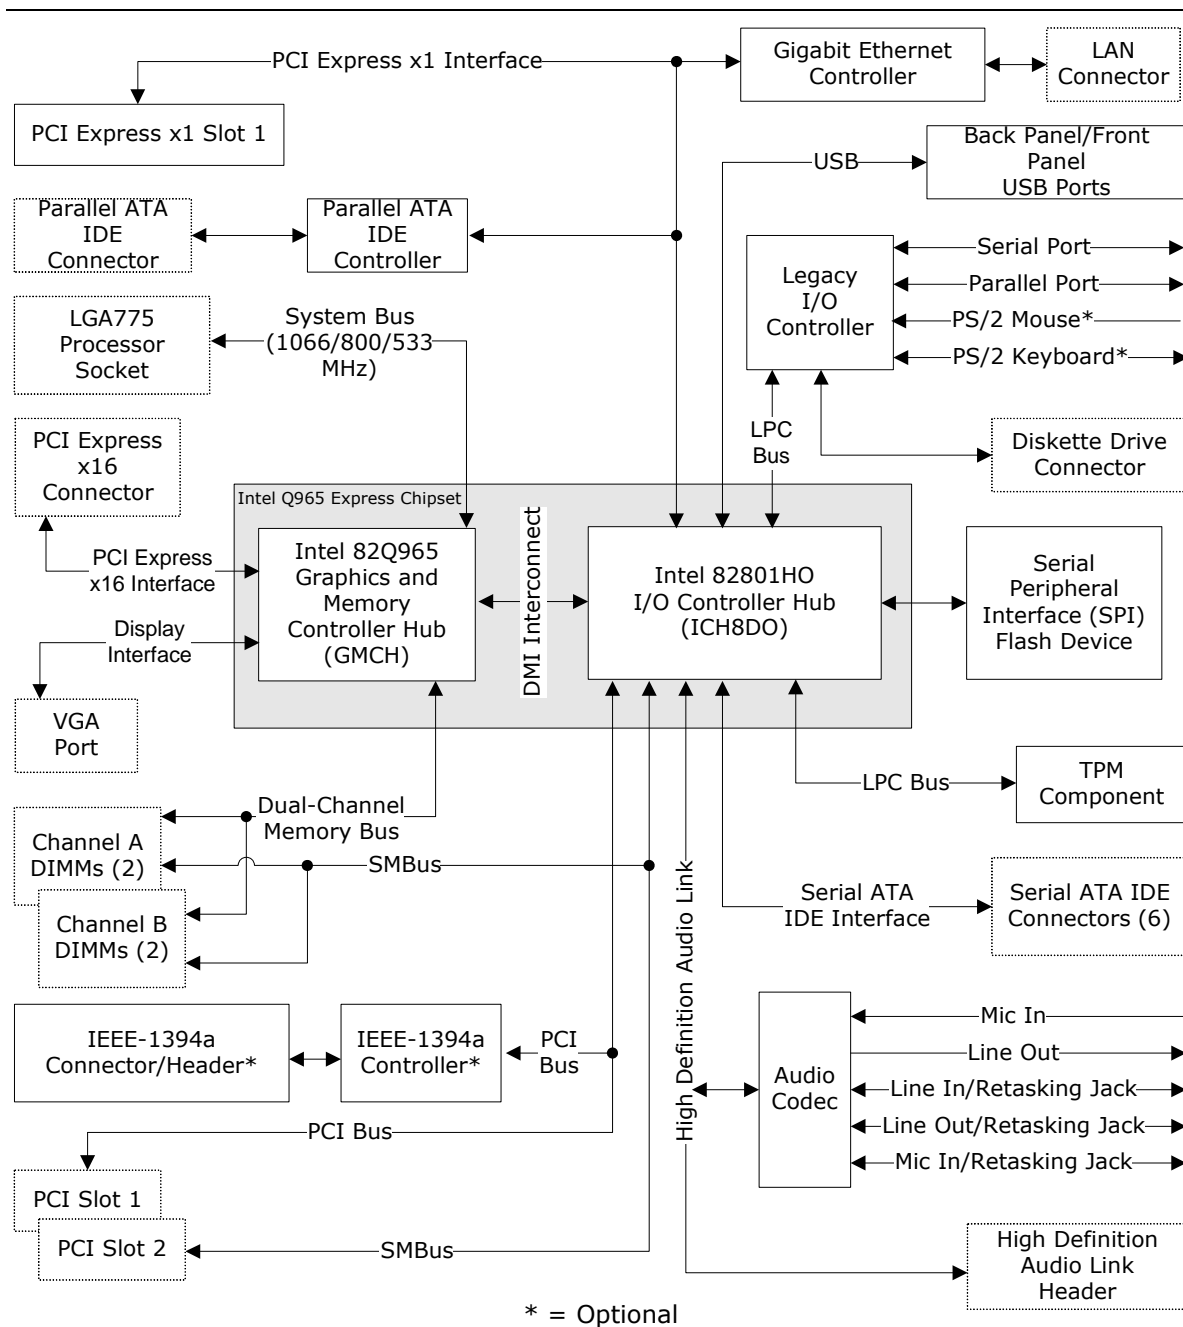 PCI Express x1 Interface
Gigabit Ethernet
Controller
LAN
Connector
PCI Express x1 Slot 1
USB
Back Panel/Front
Panel
USB Ports
Parallel ATA
IDE
Connector
Parallel ATA
IDE
Controller
Legacy
I/O
Controller
Serial Port
Parallel Port
PS/2 Mouse*
PS/2 Keyboard*
LGA775
Processor
Socket
System Bus
(1066/800/533
MHz)
PCI Express
x16
Connector
LPC
Bus
Diskette Drive
Connector
Intel Q965 Express Chipset
PCI Express
x16 Interface
Intel 82Q965
Graphics and
Memory
Controller Hub
(GMCH)
DMI Interconnect
Intel 82801HO
I/O Controller Hub
(ICH8DO)
Serial
Peripheral
Interface (SPI)
Flash Device
Display
Interface
VGA
Port
LPC Bus
TPM
Component
Dual-Channel
Memory Bus
Channel A
DIMMs (2)
SMBus
Channel B
DIMMs (2)
High Definition Audio Link
Serial ATA
IDE Interface
Serial ATA IDE
Connectors (6)
IEEE-1394a
Connector/Header*
IEEE-1394a
Controller*
PCI
Bus
Audio
Codec
Mic In
Line Out
Line In/Retasking Jack
Line Out/Retasking Jack
Mic In/Retasking Jack
PCI Bus
PCI Slot 1
PCI Slot 2
SMBus
High Definition
Audio Link
Header
* = Optional